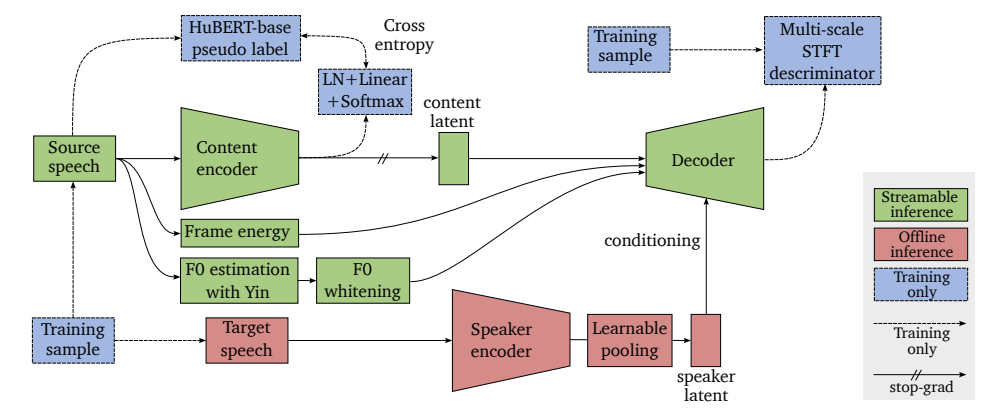 HuBERT-base
pseudo label
Cross
entropy
LN+Linear
+Softmax
Training
sample
Multi-scale
STFT
descriminator
Source
speech
Content
encoder
content
latent
Decoder
Frame energy
F0 estimation
with Yin
F0
whitening
conditioning
Training
sample
Target
speech
Speaker
encoder
Learnable
pooling
speaker
latent
Streamable
inference
Offline
inference
Training
only
Training
only
stop-grad